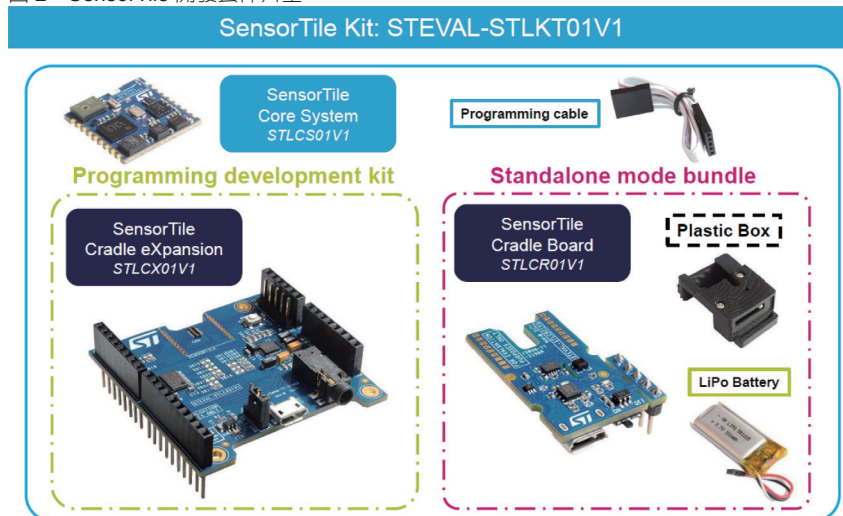 SensorTile Kit: STEVAL-STLKT01V1
SensorTile
Core System
STLCS01V1
Programming cable
Programming development kit
Standalone mode bundle
SensorTile
Cradle eXpansion
STLCX01V1
SensorTile
Cradle Board
STLCR01V1
Plastic Box
LiPo Battery